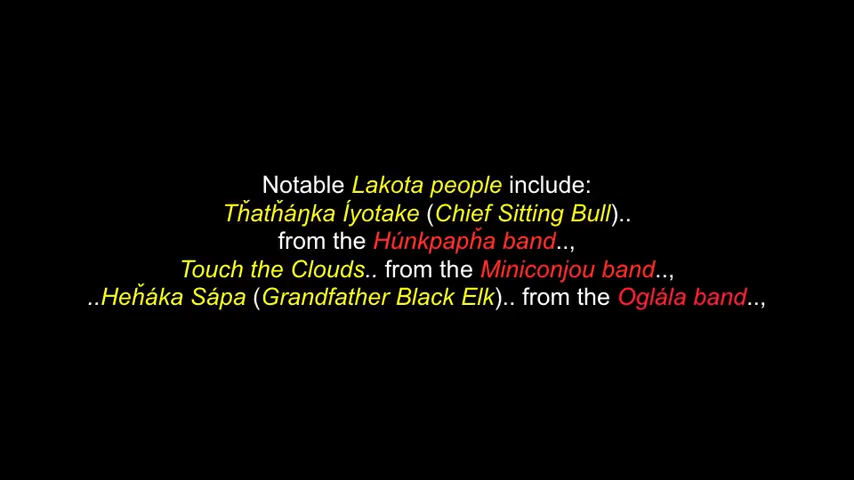 Notable Lakota people include:
Tȟatȟáŋka Íyotake (Chief Sitting Bull)..
from the Húnkpapȟa band..,
Touch the Clouds.. from the Miniconjou band..,
..Heȟáka Sápa (Grandfather Black Elk).. from the Oglála band..,